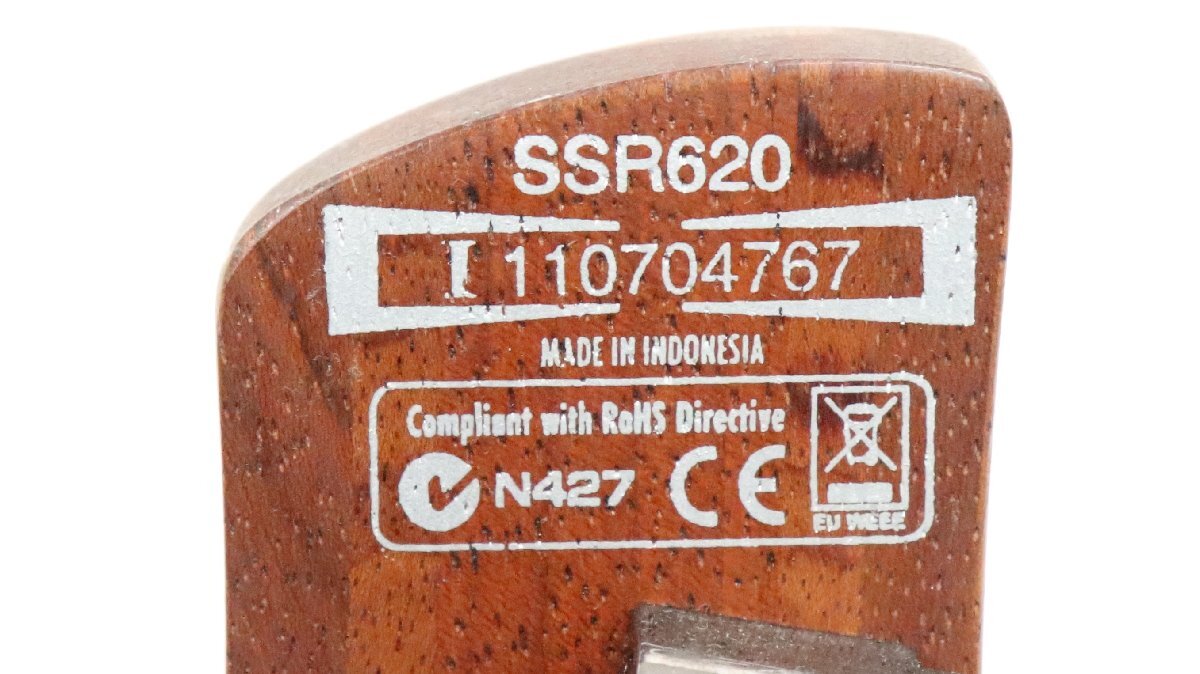 SSR620
I 110704767
MADE IN INDONESIA
Compliant with RoHS Directive
N427 CE
EU WEEE